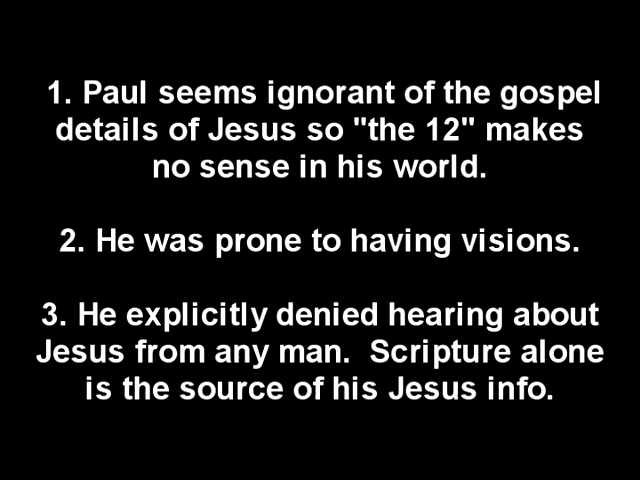 1. Paul seems ignorant of the gospel
details of Jesus so "the 12" makes
no sense in his world.
2. He was prone to having visions.
3. He explicitly denied hearing about
Jesus from any man.  Scripture alone
is the source of his Jesus info.